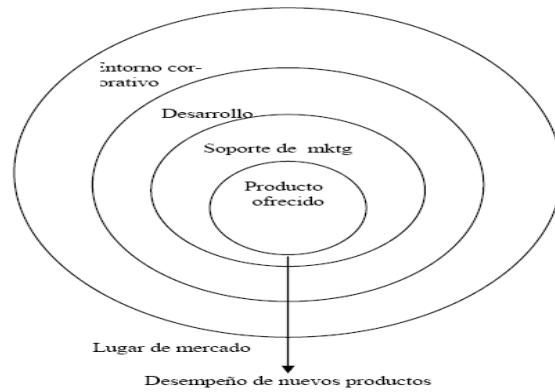 Entorno cor-
porativo
Desarrollo
Soporte de mktg
Producto
ofrecido
Lugar de mercado
Desempeño de nuevos productos